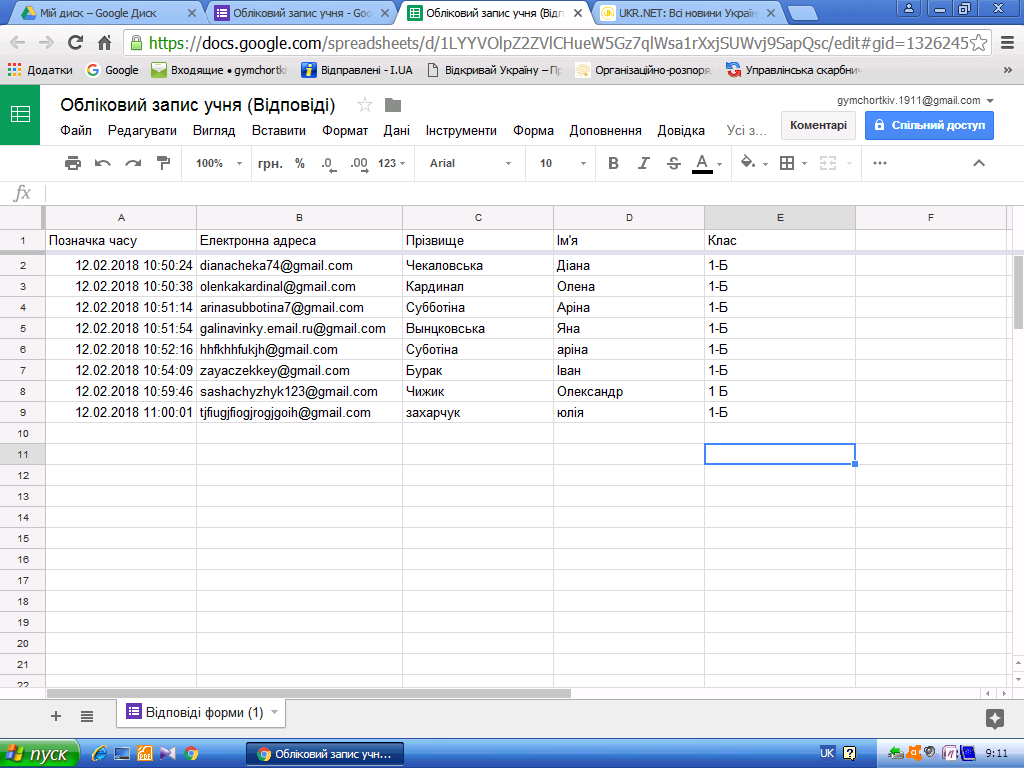 Мій диск – Google Диск
Обліковий запис учня - Goo
Обліковий запис учня (Відп
UKR.NET: Всі новини Україн
https://docs.google.com/spreadsheets/d/1LYYVOlpZ2ZVlCHueW5Gz7qlWsa1rXxjSUWvj9SapQsc/edit#gid=1326245
Додатки
Google
Входящие • gymchortki
Відправлені - I.UA
Відкривай Україну – Пр
Організаційно-розпоря
Управлінська скарбни
»
Обліковий запис учня (Відповіді)
gymchortkiv.1911@gmail.com
Файл Редагувати Вигляд Вставити Формат Дані Інструменти Форма Доповнення Довідка Усі з...
Коментарі
Спільний доступ
100% грн. % .0 .00 123 Arial 10 B I S A
fx
A B C D E F
1 Позначка часу Електронна адреса Прізвище Ім'я Клас
2 12.02.2018 10:50:24 dianacheka74@gmail.com Чекаловська Діана 1-Б
3 12.02.2018 10:50:38 olenkakardinal@gmail.com Кардинал Олена 1-Б
4 12.02.2018 10:51:14 arinasubbotina7@gmail.com Субботіна Аріна 1-Б
5 12.02.2018 10:51:54 galinavinky.email.ru@gmail.com Вынцковська Яна 1-Б
6 12.02.2018 10:52:16 hhfkhhfukjh@gmail.com Суботіна аріна 1-Б
7 12.02.2018 10:54:09 zayaczekkey@gmail.com Бурак Іван 1-Б
8 12.02.2018 10:59:46 sashachyzhyk123@gmail.com Чижик Олександр 1 Б
9 12.02.2018 11:00:01 tjfiugjfiogjrogjgoih@gmail.com захарчук юлія 1-Б
10
11
12
13
14
15
16
17
18
19
20
21
22
Відповіді форми (1)
пуск
Обліковий запис учн...
UK
9:11